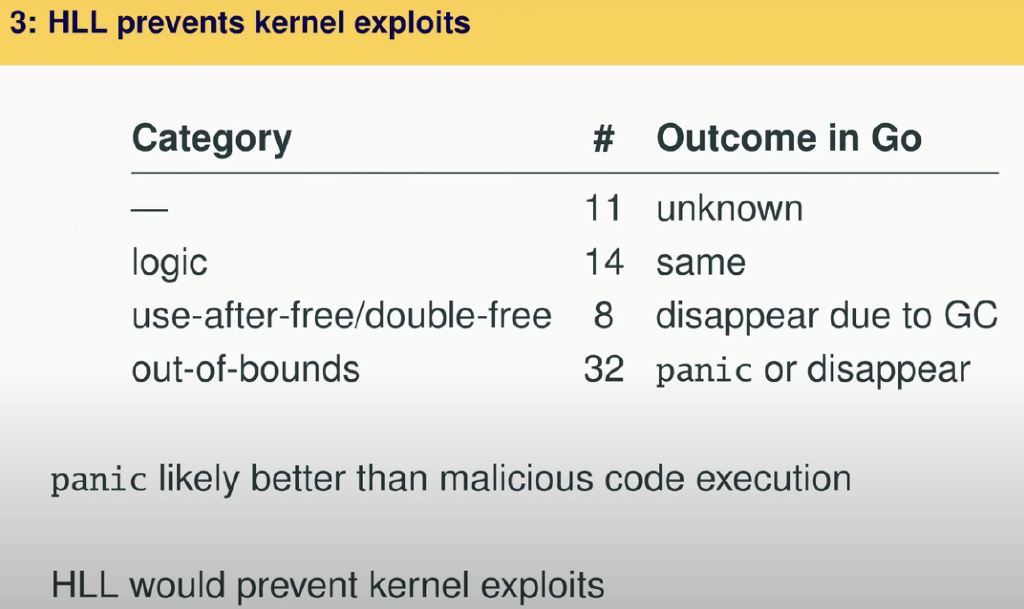 3: HLL prevents kernel exploits
Category # Outcome in Go
— 11 unknown
logic 14 same
use-after-free/double-free 8 disappear due to GC
out-of-bounds 32 panic or disappear
panic likely better than malicious code execution
HLL would prevent kernel exploits